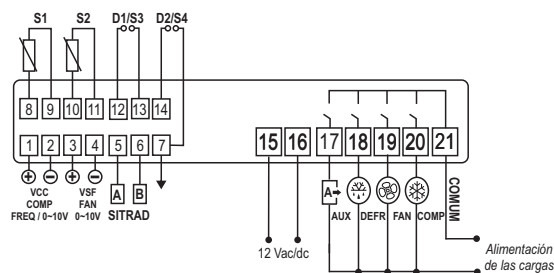 S1 S2 D1/S3 D2/S4
8 9 10 11 12 13 14
1 2 3 4 5 6 7
15 16 17 18 19 20 21
+ − + −
A B
VCC VSF
COMP FAN
FREQ / 0~10V 0~10V SITRAD
A
AUX DEFR FAN COMP
COMUM
12 Vac/dc
Alimentación
de las cargas